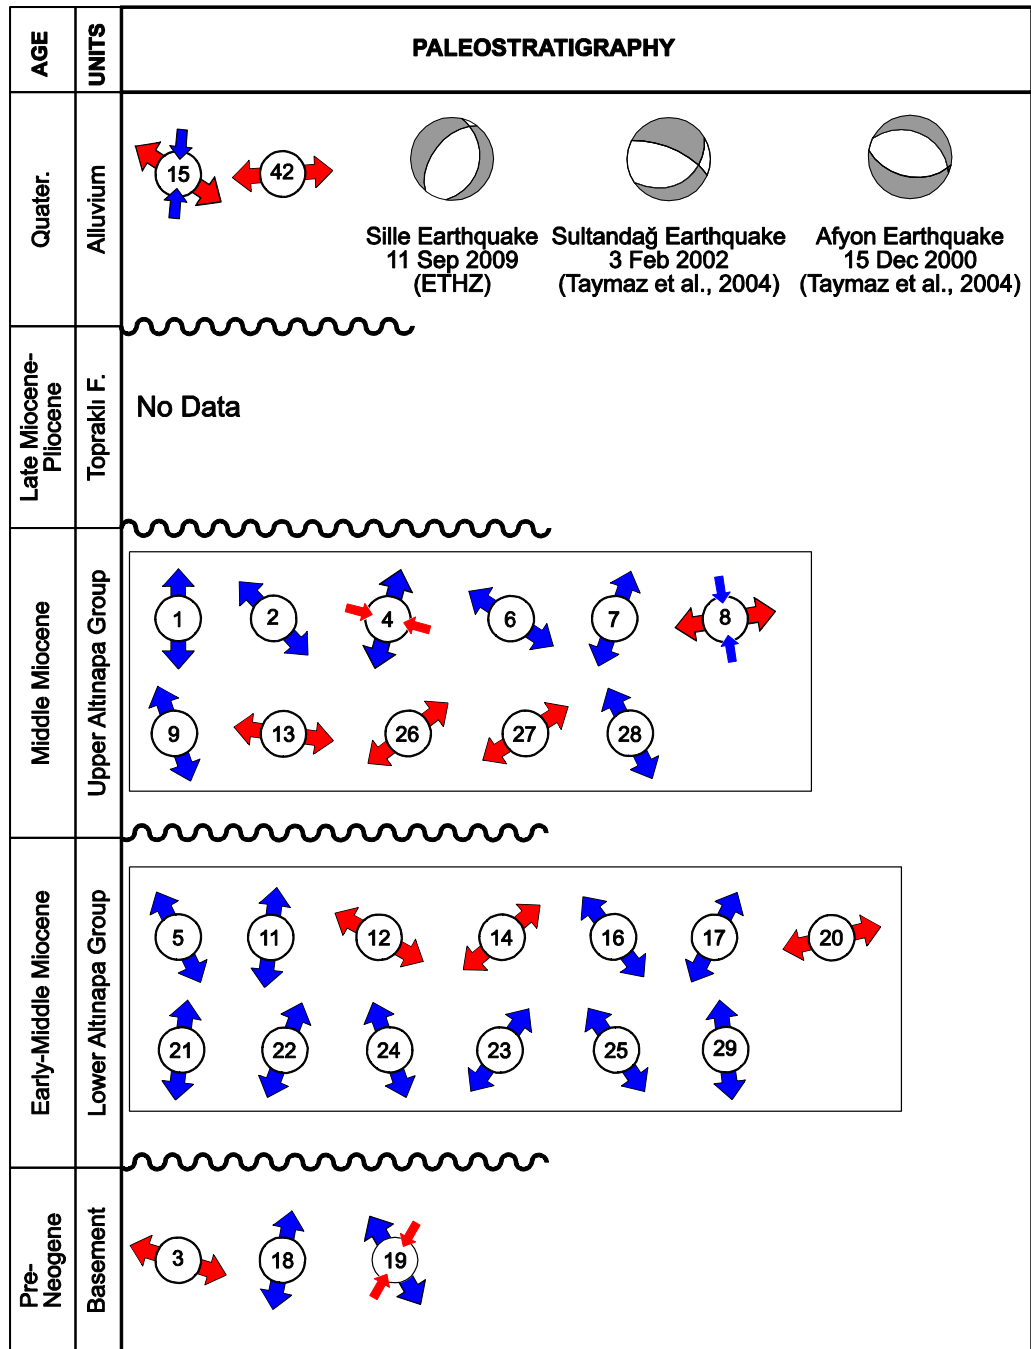 AGE
UNITS
PALEOSTRATIGRAPHY
Quater.
Alluvium
15
42
Sille Earthquake
11 Sep 2009
(ETHZ)
Sultandağ Earthquake
3 Feb 2002
(Taymaz et al., 2004)
Afyon Earthquake
15 Dec 2000
(Taymaz et al., 2004)
Late Miocene-
Pliocene
Topraklı F.
No Data
Middle Miocene
Upper Altınapa Group
1
2
4
6
7
8
9
13
26
27
28
Early-Middle Miocene
Lower Altınapa Group
5
11
12
14
16
17
20
21
22
24
23
25
29
Pre-
Neogene
Basement
3
18
19